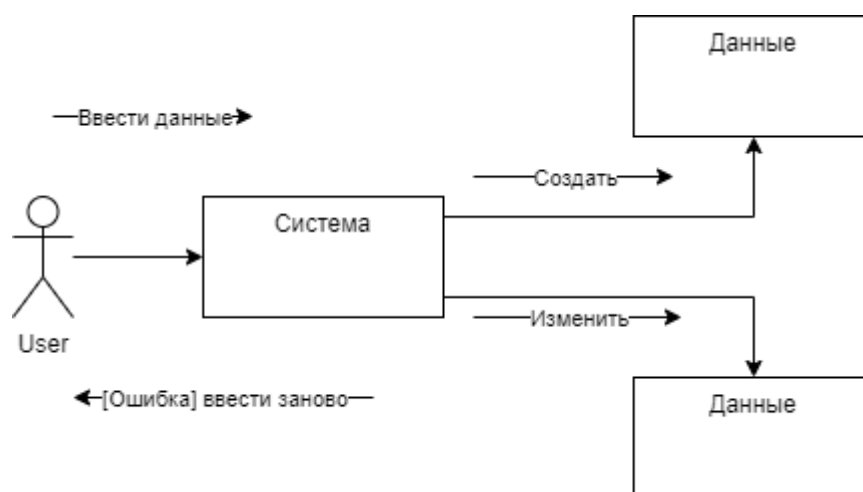 Данные
Ввести данные
Создать
Система
User
Изменить
[Ошибка] ввести заново
Данные